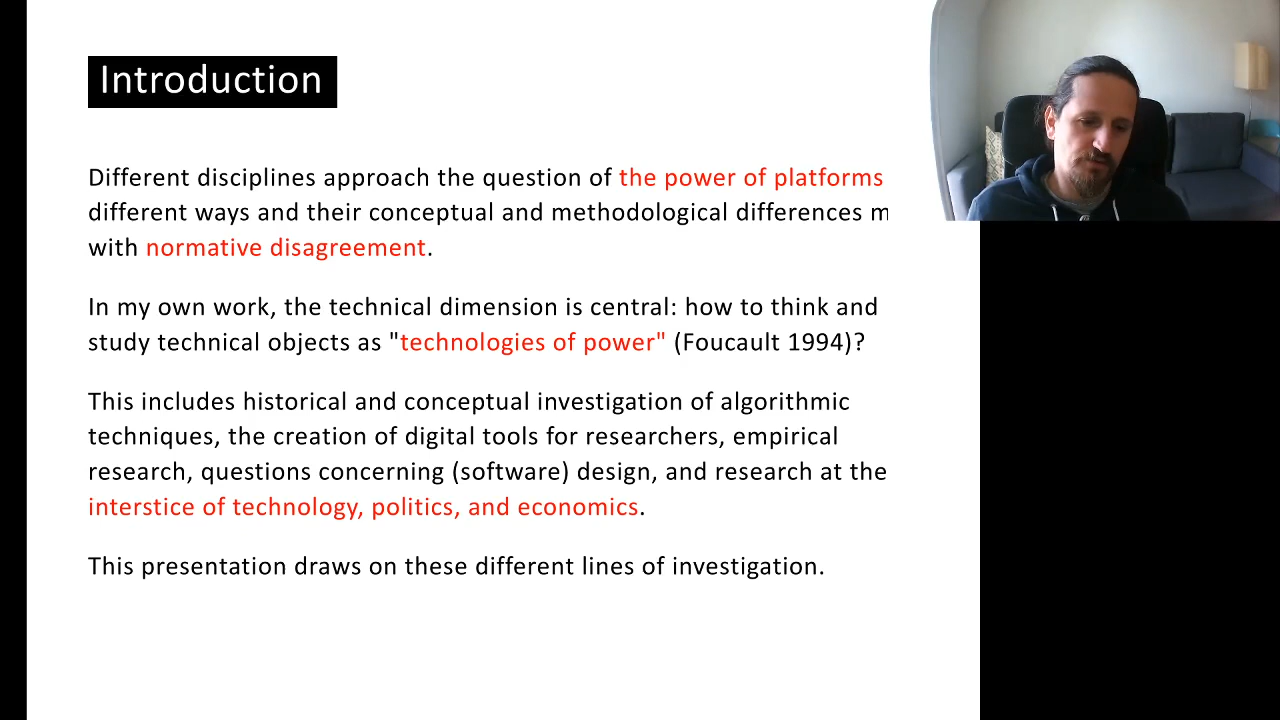 Introduction
Different disciplines approach the question of the power of platforms
different ways and their conceptual and methodological differences m
with normative disagreement.
In my own work, the technical dimension is central: how to think and
study technical objects as "technologies of power" (Foucault 1994)?
This includes historical and conceptual investigation of algorithmic
techniques, the creation of digital tools for researchers, empirical
research, questions concerning (software) design, and research at the
interstice of technology, politics, and economics.
This presentation draws on these different lines of investigation.